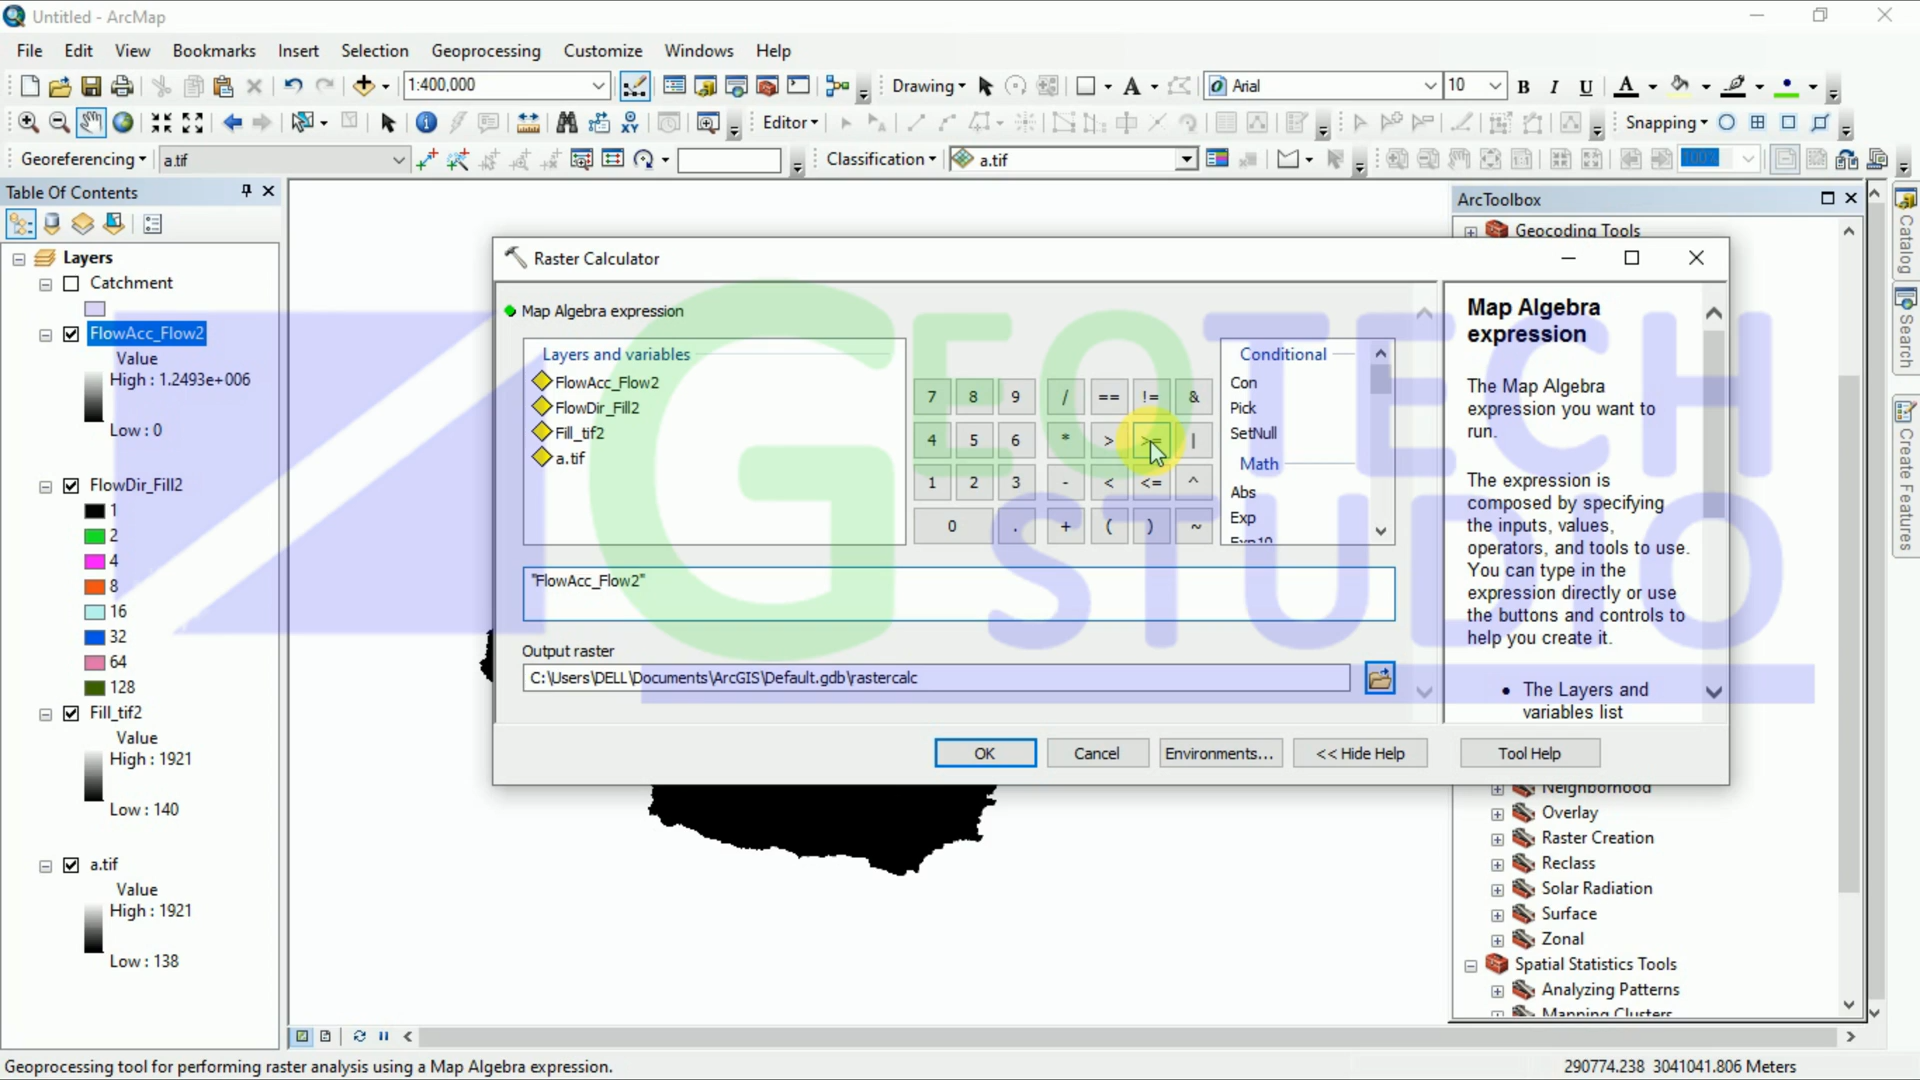 Untitled - ArcMap
File Edit View Bookmarks Insert Selection Geoprocessing Customize Windows Help
1:400,000 Drawing Arial 10 B I U A
Editor Snapping
Georeferencing a.tif Classification a.tif 100%
Table Of Contents
Layers
Catchment
FlowAcc_Flow2
Value
High : 1.2493e+006
Low : 0
FlowDir_Fill2
1
2
4
8
16
32
64
128
Fill_tif2
Value
High : 1921
Low : 140
a.tif
Value
High : 1921
Low : 138
Raster Calculator
Map Algebra expression
Layers and variables
FlowAcc_Flow2
FlowDir_Fill2
Fill_tif2
a.tif
7 8 9 / == != &
4 5 6 * > >= |
1 2 3 - < <= ^
0 . + ( ) ~
Conditional
Con
Pick
SetNull
Math
Abs
Exp
Exp10
"FlowAcc_Flow2"
Output raster
C:\Users\DELL\Documents\ArcGIS\Default.gdb\rastercalc
OK Cancel Environments... << Hide Help Tool Help
Map Algebra
expression
The Map Algebra
expression you want to
run.
The expression is
composed by specifying
the inputs, values,
operators, and tools to use.
You can type in the
expression directly or use
the buttons and controls to
help you create it.
• The Layers and
variables list
ArcToolbox
Geocoding Tools
Neighborhood
Overlay
Raster Creation
Reclass
Solar Radiation
Surface
Zonal
Spatial Statistics Tools
Analyzing Patterns
Mapping Clusters
Catalog
Search
Create Features
GEOTECH
STUDIO
Geoprocessing tool for performing raster analysis using a Map Algebra expression.
290774.238 3041041.806 Meters